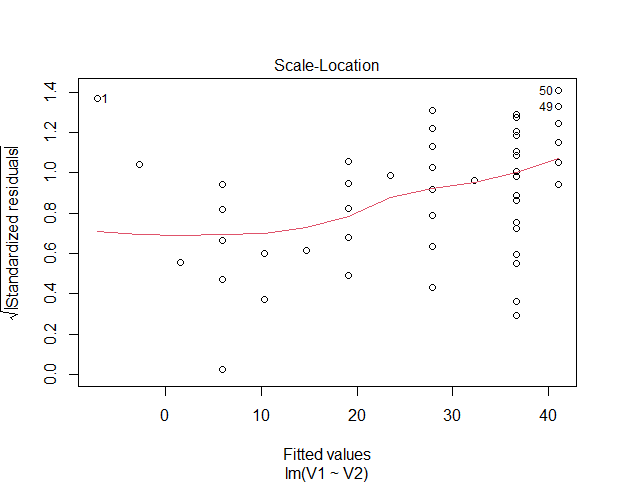 Scale-Location
√|Standardized residuals|
1.4
1.2
1.0
0.8
0.6
0.4
0.2
0.0
1
50
49
0 10 20 30 40
Fitted values
lm(V1 ~ V2)